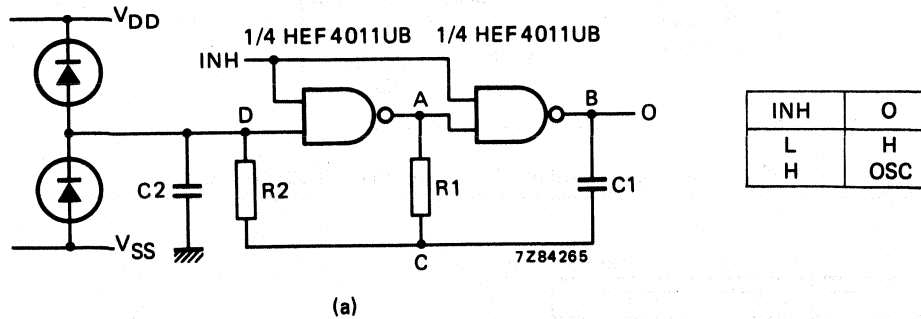 VDD
1/4 HEF4011UB 1/4 HEF4011UB
INH
A
B
O
D
C2
R2
R1
C1
VSS
C
7Z84265
(a)
INH O
L H
H OSC